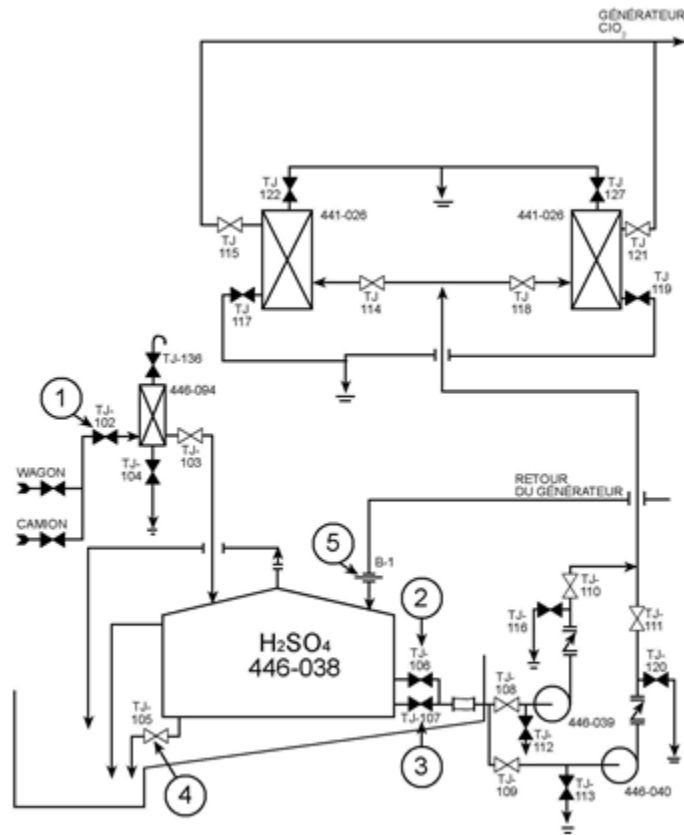 GÉNÉRATEUR
ClO2
TJ
122
441-026
441-026
TJ
127
TJ
115
TJ
121
TJ
117
TJ
114
TJ
118
TJ
119
TJ-136
446-094
1
TJ-
102
TJ-
103
TJ-
104
WAGON
CAMION
RETOUR
DU GÉNÉRATEUR
5
B-1
2
H2SO4
446-038
TJ-
106
TJ-107
3
TJ-
105
4
TJ-
110
TJ-
116
TJ-
111
TJ-
120
TJ-
108
446-039
TJ-
112
TJ-
109
TJ-
113
446-040